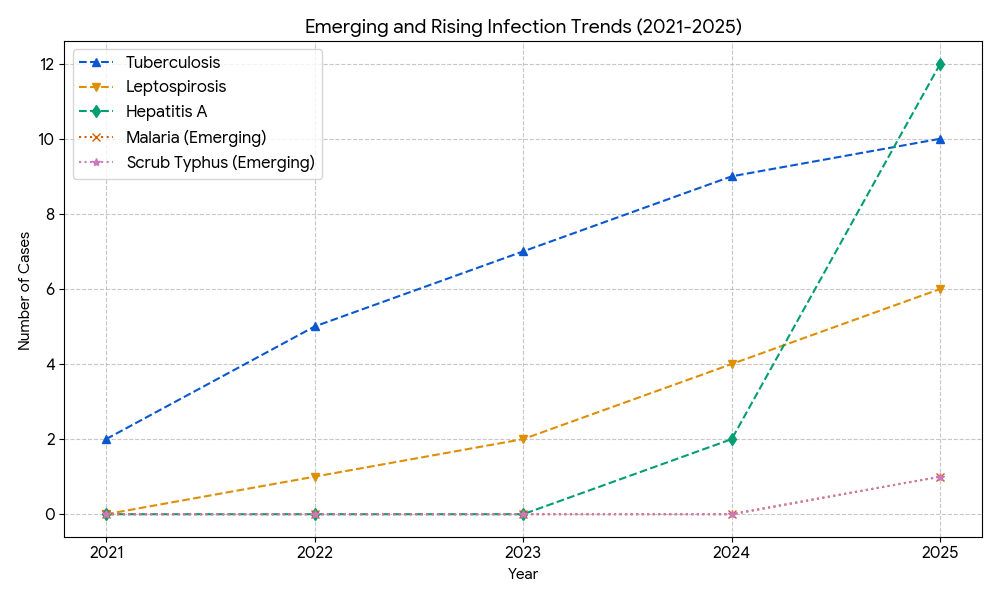 Emerging and Rising Infection Trends (2021-2025)
Tuberculosis
Leptospirosis
Hepatitis A
Malaria (Emerging)
Scrub Typhus (Emerging)
Number of Cases
12
10
8
6
4
2
0
2021 2022 2023 2024 2025
Year